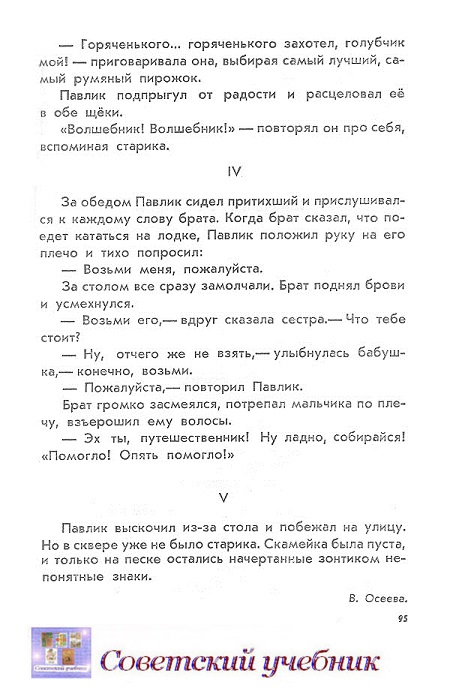 — Горяченького... горяченького захотел, голубчик
мой! — приговаривала она, выбирая самый лучший, са-
мый румяный пирожок.
Павлик подпрыгул от радости и расцеловал её
в обе щёки.
«Волшебник! Волшебник!» — повторял он про себя,
вспоминая старика.
IV
За обедом Павлик сидел притихший и прислушивал-
ся к каждому слову брата. Когда брат сказал, что по-
едет кататься на лодке, Павлик положил руку на его
плечо и тихо попросил:
— Возьми меня, пожалуйста.
За столом все сразу замолчали. Брат поднял брови
и усмехнулся.
— Возьми его,— вдруг сказала сестра.— Что тебе
стоит?
— Ну, отчего же не взять,— улыбнулась бабуш-
ка,— конечно, возьми.
— Пожалуйста,— повторил Павлик.
Брат громко засмеялся, потрепал мальчика по пле-
чу, взъерошил ему волосы.
— Эх ты, путешественник! Ну ладно, собирайся!
«Помогло! Опять помогло!»
V
Павлик выскочил из-за стола и побежал на улицу.
Но в сквере уже не было старика. Скамейка была пуста,
и только на песке остались начертанные зонтиком не-
понятные знаки.
В. Осеева.
95
Советский учебник
Советский учебник